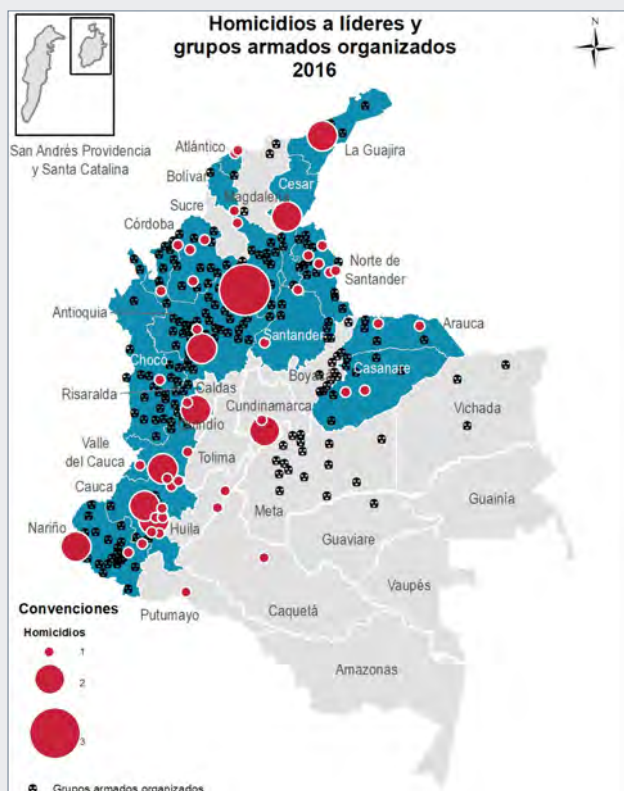 Homicidios a líderes y
grupos armados organizados
2016
N
San Andrés Providencia
y Santa Catalina
Atlántico
La Guajira
Bolívar
Cesar
Magdalena
Sucre
Córdoba
Norte de
Santander
Antioquia
Santander
Arauca
Chocó
Boyacá
Casanare
Risaralda
Caldas
Cundinamarca
Vichada
Quindío
Valle
del Cauca
Tolima
Cauca
Meta
Guainía
Nariño
Huila
Guaviare
Vaupés
Convenciones
Putumayo
Caquetá
Homicidios
1
2
Amazonas
3
Grupos armados organizados